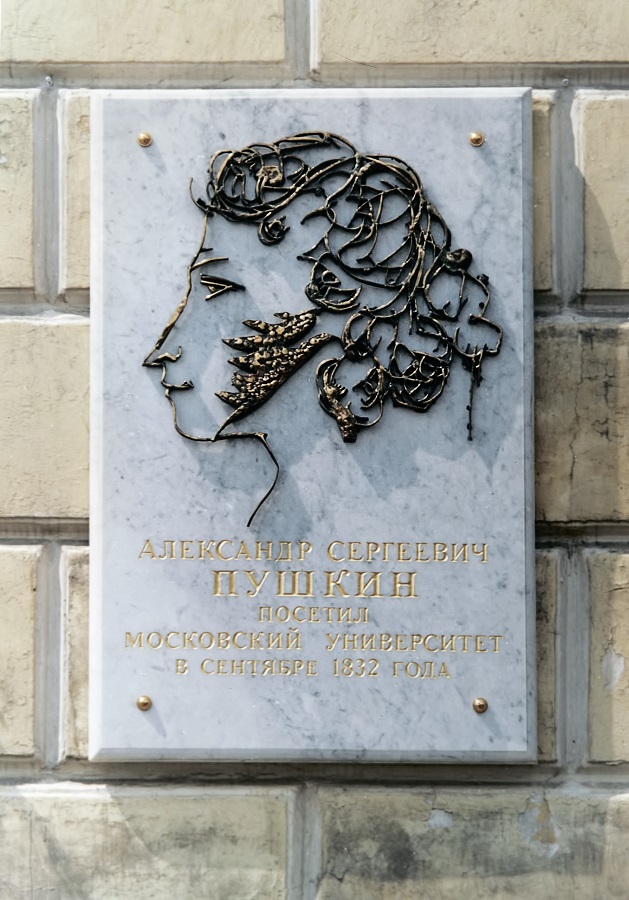 АЛЕКСАНДР СЕРГЕЕВИЧ
ПУШКИН
ПОСЕТИЛ
МОСКОВСКИЙ УНИВЕРСИТЕТ
В СЕНТЯБРЕ 1832 ГОДА